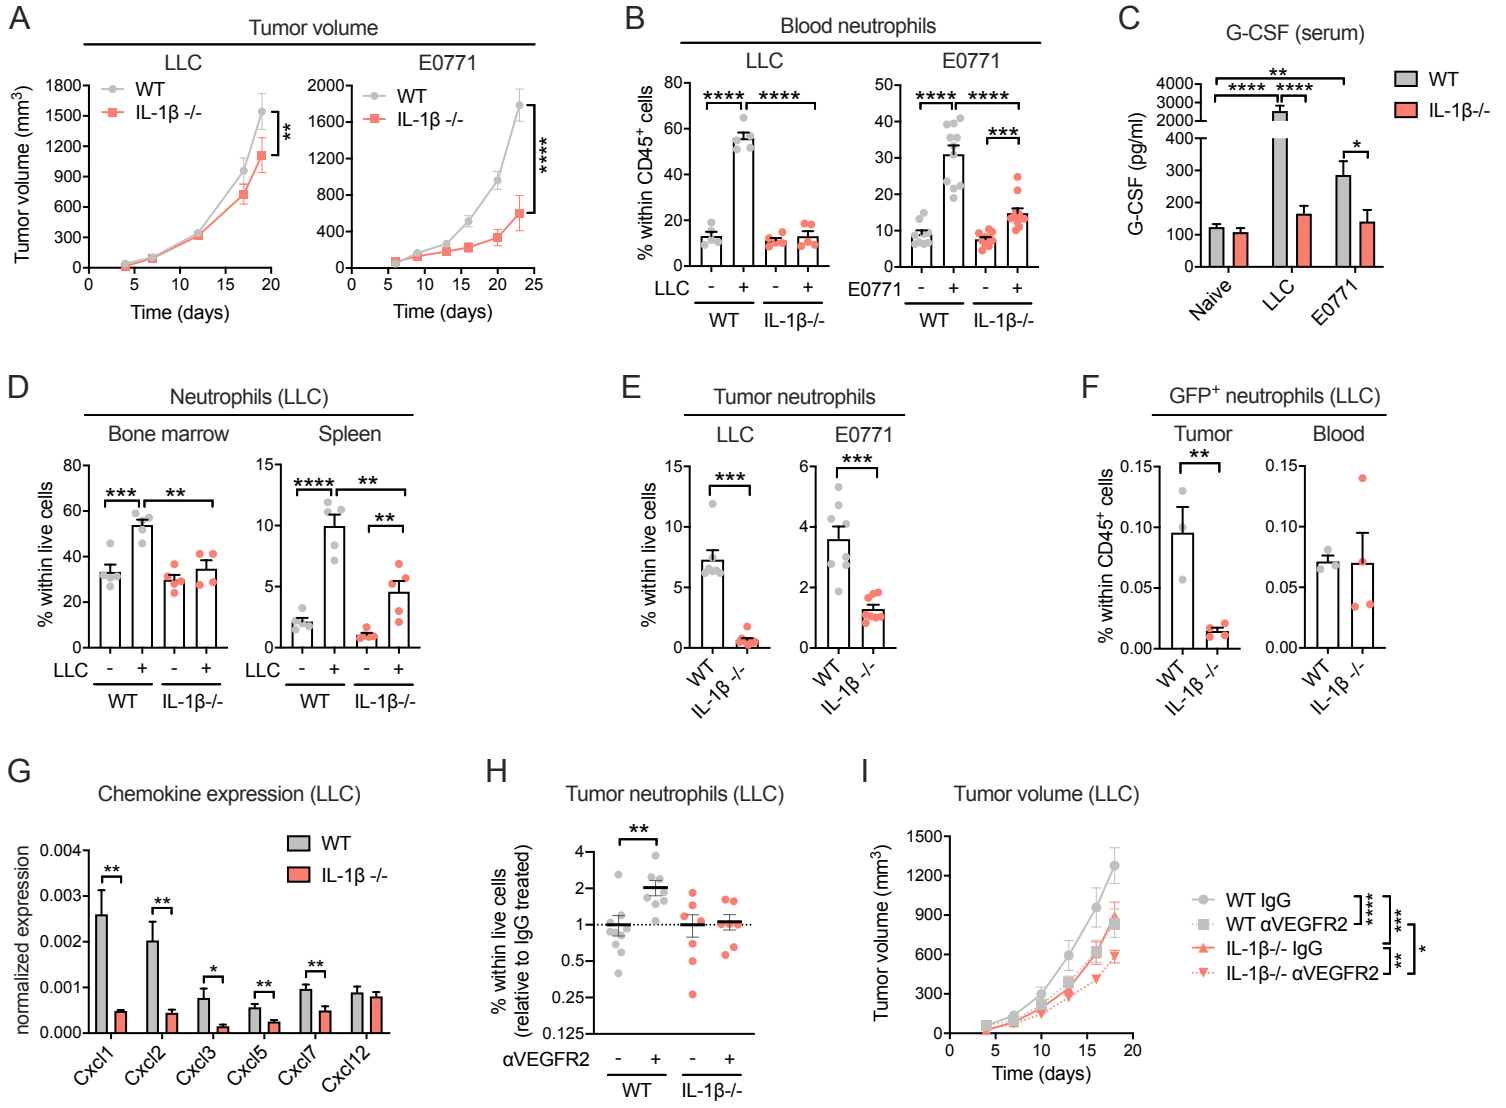 A
Tumor volume
LLC
WT
IL-1β -/-
Tumor volume (mm³)
1800
1500
1200
900
600
300
0
**
0 5 10 15 20
Time (days)
E0771
WT
IL-1β -/-
2000
1600
1200
800
400
0
****
0 5 10 15 20 25
Time (days)
B
Blood neutrophils
LLC
% within CD45⁺ cells
80
60
40
20
0
**** ****
LLC - + - +
WT IL-1β-/-
E0771
50
40
30
20
10
0
**** ****
***
E0771 - + - +
WT IL-1β-/-
C
G-CSF (serum)
G-CSF (pg/ml)
4000
3000
2000
400
300
200
100
0
**
**** ****
*
Naive LLC E0771
WT
IL-1β-/-
D
Neutrophils (LLC)
Bone marrow
% within live cells
80
60
40
20
0
*** **
LLC - + - +
WT IL-1β-/-
Spleen
15
10
5
0
**** **
**
LLC - + - +
WT IL-1β-/-
E
Tumor neutrophils
LLC
% within live cells
15
10
5
0
***
WT IL-1β -/-
E0771
6
4
2
0
***
WT IL-1β -/-
F
GFP⁺ neutrophils (LLC)
Tumor
% within CD45⁺ cells
0.15
0.10
0.05
0.00
**
WT IL-1β -/-
Blood
0.15
0.10
0.05
0.00
WT IL-1β -/-
G
Chemokine expression (LLC)
normalized expression
0.004
0.003
0.002
0.001
0.000
** ** * ** **
WT
IL-1β -/-
Cxcl1 Cxcl2 Cxcl3 Cxcl5 Cxcl7 Cxcl12
H
Tumor neutrophils (LLC)
% within live cells
(relative to IgG treated)
4
2
1
0.5
0.25
0.125
**
αVEGFR2 - + - +
WT IL-1β-/-
I
Tumor volume (LLC)
Tumor volume (mm³)
1500
1200
900
600
300
0
0 5 10 15 20
Time (days)
WT IgG
WT αVEGFR2
IL-1β-/- IgG
IL-1β-/- αVEGFR2
****
***
**
*